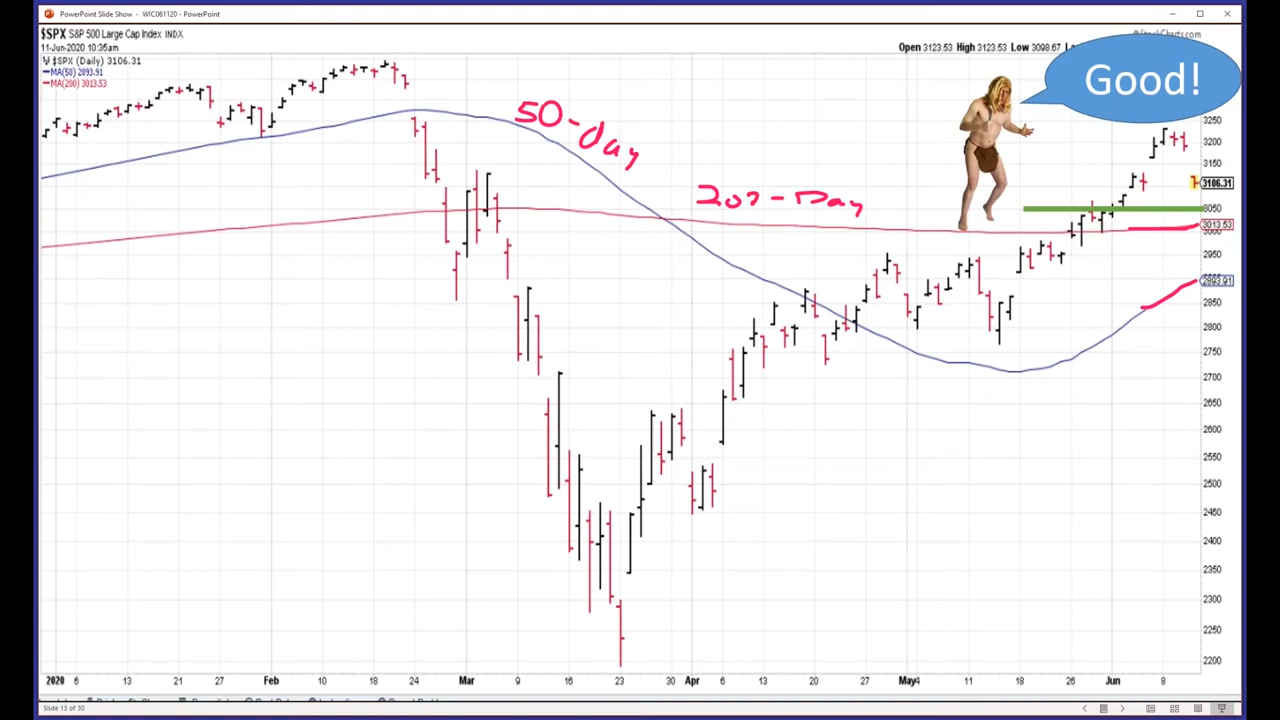 PowerPoint Slide Show - WIC061120 - PowerPoint
$SPX S&P 500 Large Cap Index INDX
11-Jun-2020 10:35am
Open 3123.53 High 3123.53 Low 3098.67
$SPX (Daily) 3106.31
MA(50) 2893.91
MA(200) 3013.53
Good!
50-day
200-Day
3250
3200
3150
3106.31
3050
3013.53
3000
2950
2893.91
2850
2800
2750
2700
2650
2600
2550
2500
2450
2400
2350
2300
2250
2200
2020 6 13 21 27 Feb 10 18 24 Mar 9 16 23 30 Apr 6 13 20 27 May4 11 18 26 Jun 8
Slide 13 of 30